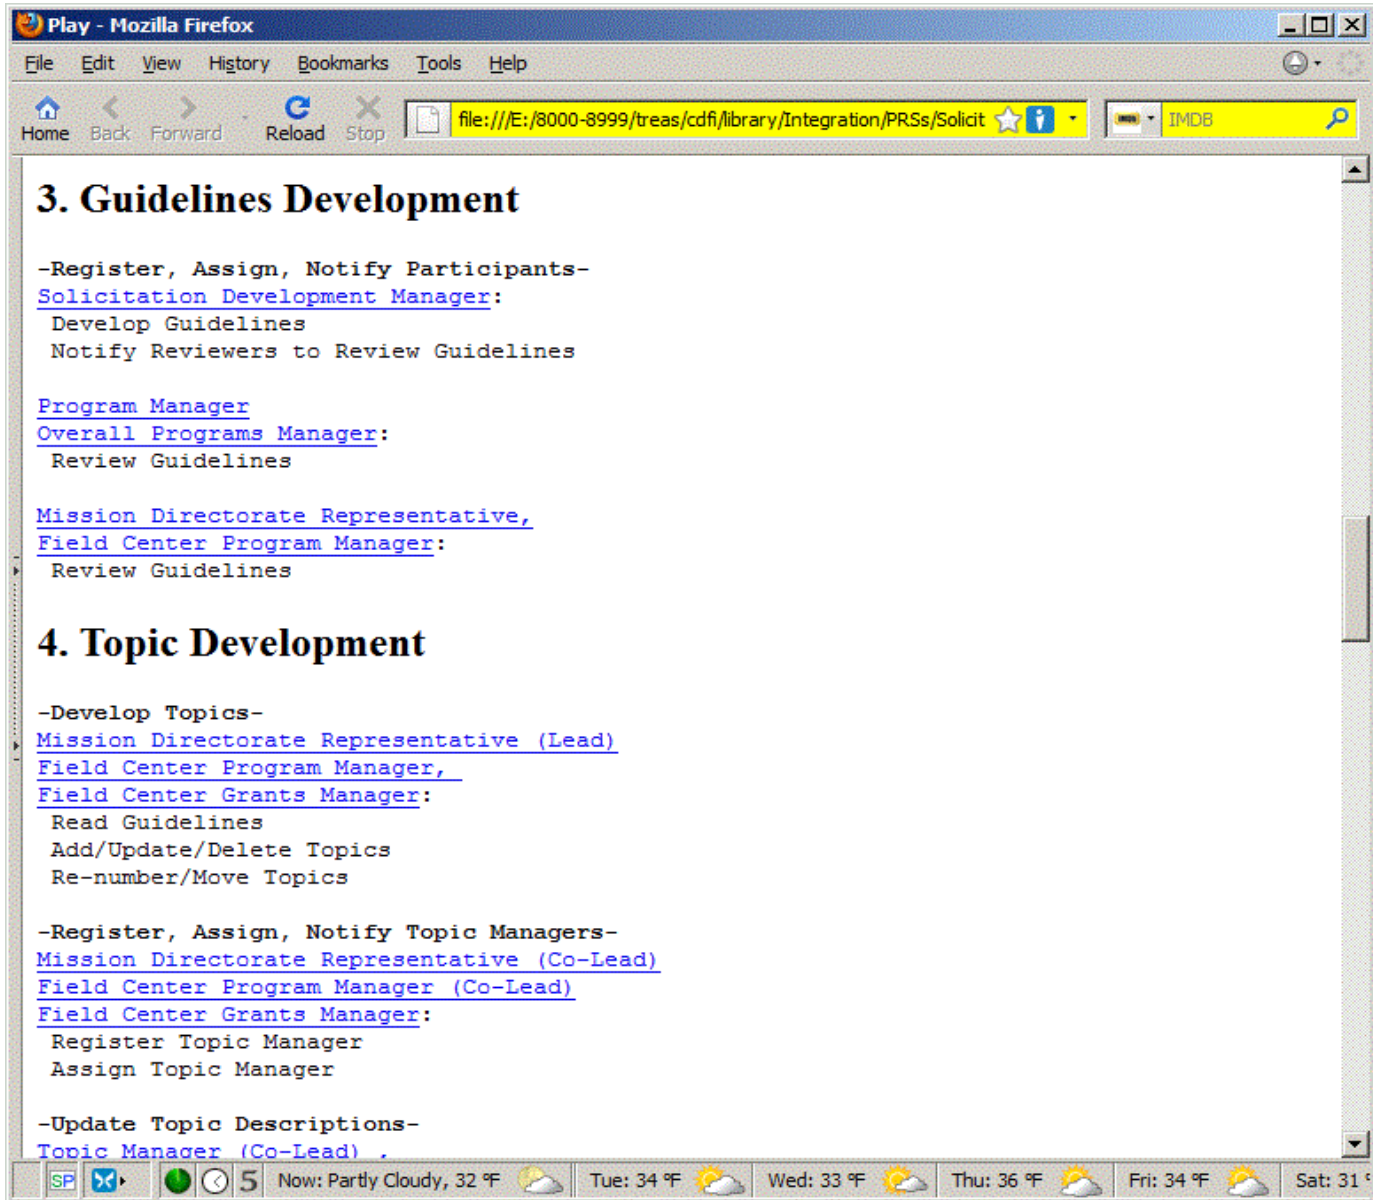 Play - Mozilla Firefox
File Edit View History Bookmarks Tools Help
Home Back Forward Reload Stop file:///E:/8000-8999/treas/cdfi/library/Integration/PRSs/Solicit IMDB
3. Guidelines Development
-Register, Assign, Notify Participants-
Solicitation Development Manager:
Develop Guidelines
Notify Reviewers to Review Guidelines
Program Manager
Overall Programs Manager:
Review Guidelines
Mission Directorate Representative,
Field Center Program Manager:
Review Guidelines
4. Topic Development
-Develop Topics-
Mission Directorate Representative (Lead)
Field Center Program Manager,
Field Center Grants Manager:
Read Guidelines
Add/Update/Delete Topics
Re-number/Move Topics
-Register, Assign, Notify Topic Managers-
Mission Directorate Representative (Co-Lead)
Field Center Program Manager (Co-Lead)
Field Center Grants Manager:
Register Topic Manager
Assign Topic Manager
-Update Topic Descriptions-
Topic Manager (Co-Lead) ,
SP 5 Now: Partly Cloudy, 32 °F Tue: 34 °F Wed: 33 °F Thu: 36 °F Fri: 34 °F Sat: 31 °